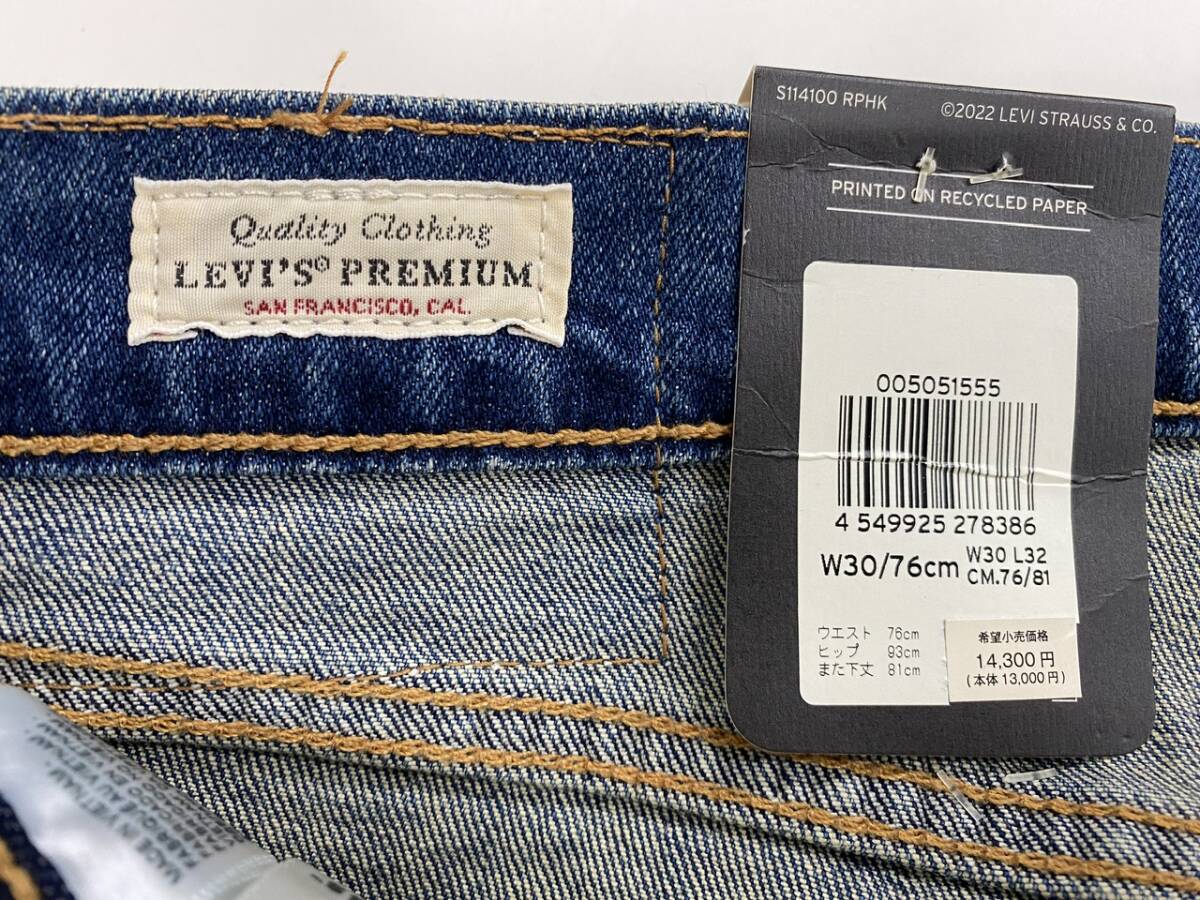 Quality Clothing
LEVI'S® PREMIUM
SAN FRANCISCO, CAL.
S114100 RPHK
©2022 LEVI STRAUSS & CO.
PRINTED ON RECYCLED PAPER
005051555
4 549925 278386
W30/76cm
W30 L32
CM.76/81
ウエスト 76cm
ヒップ 93cm
また下丈 81cm
希望小売価格
14,300円
(本体 13,000円)
MADE IN VIETNAM